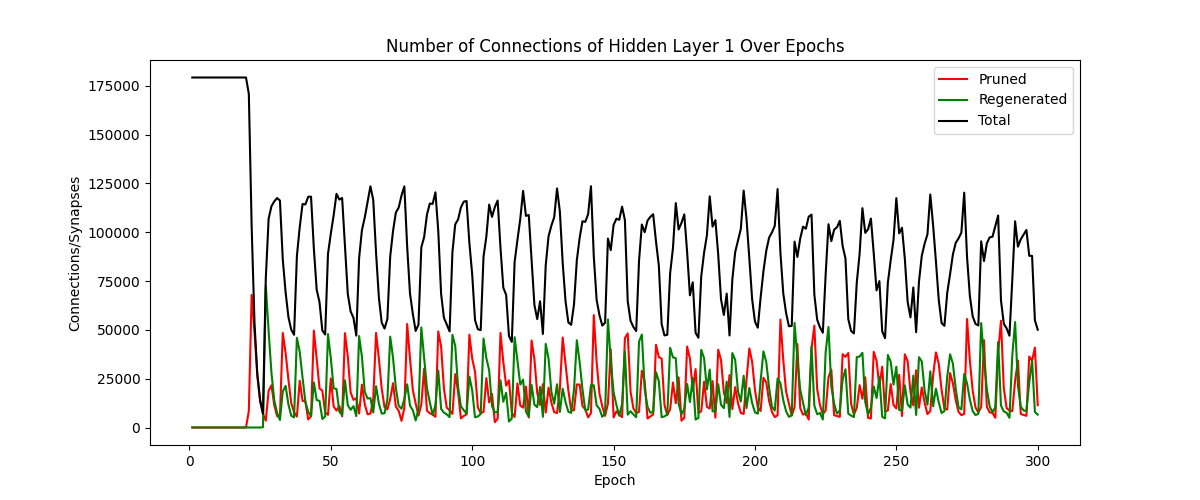 Number of Connections of Hidden Layer 1 Over Epochs
Pruned
Regenerated
Total
175000
150000
125000
100000
75000
50000
25000
0
Connections/Synapses
0 50 100 150 200 250 300
Epoch